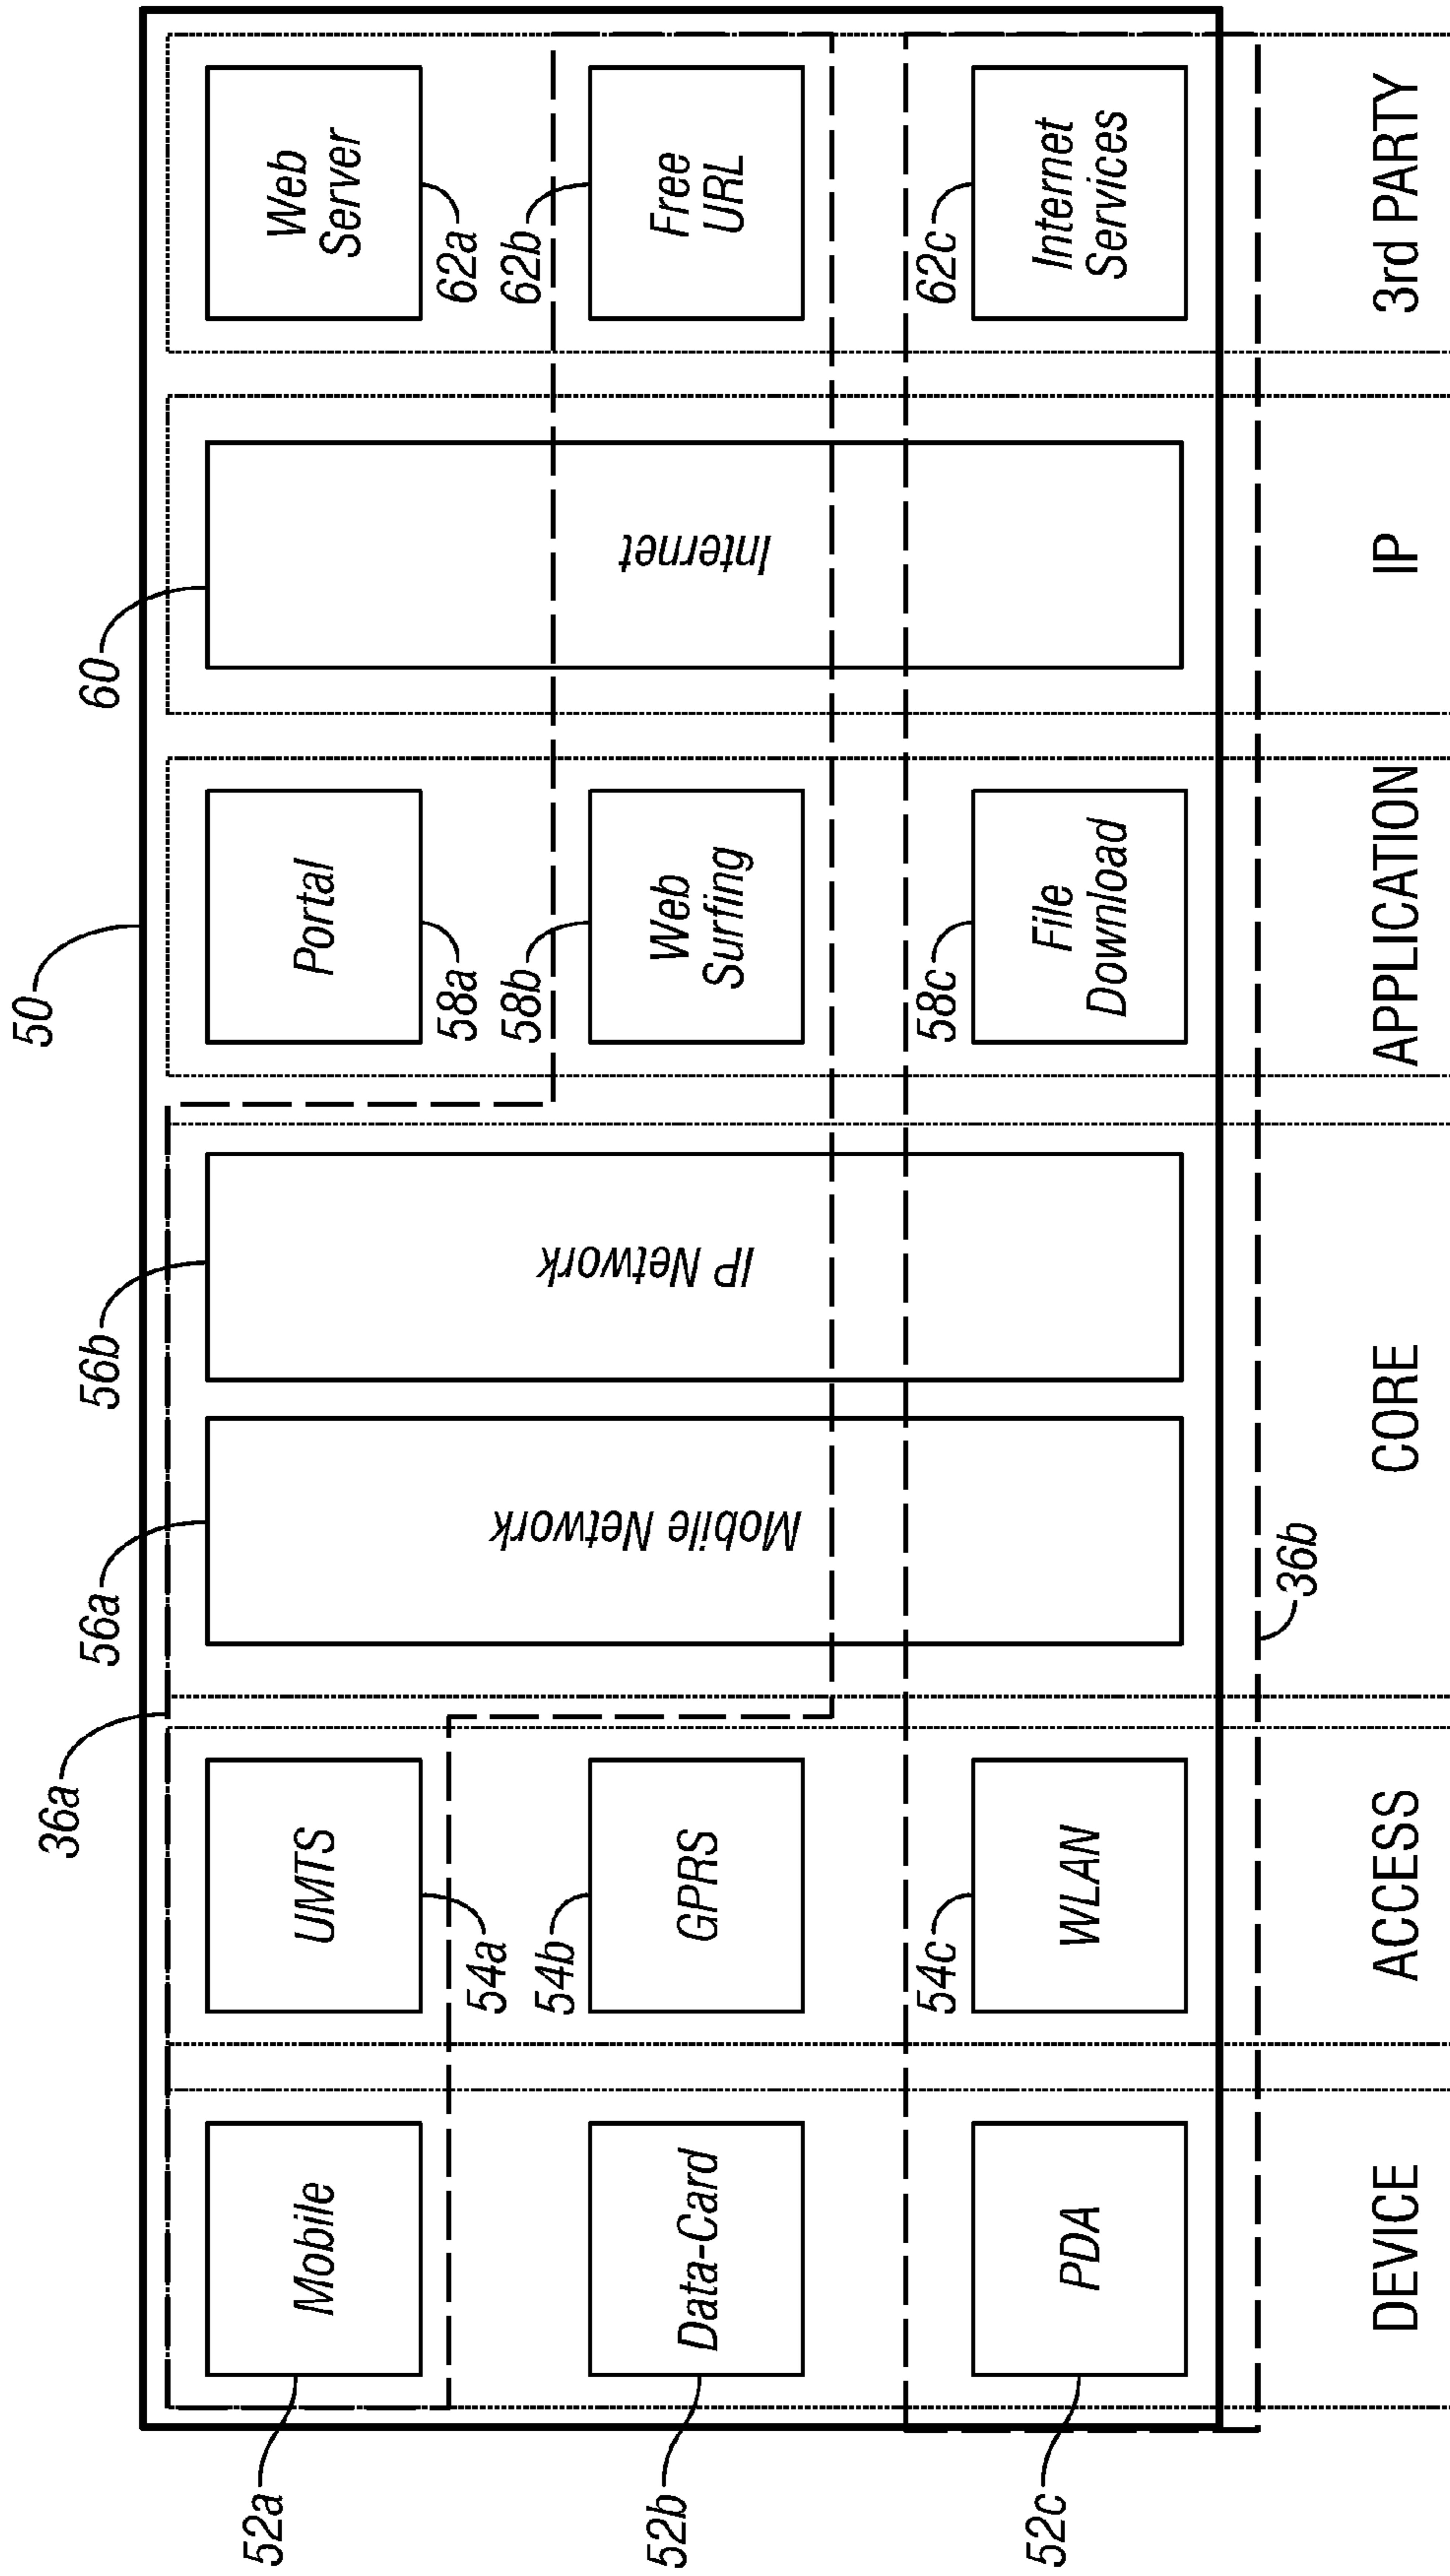 50
36a
56a
56b
60
52a
Mobile
UMTS
Mobile Network
IP Network
Portal
Internet
Web
Server
54a
58a
62a
52b
Data-Card
54b
GPRS
58b
Web
Surfing
62b
Free
URL
52c
PDA
54c
WLAN
58c
File
Download
62c
Internet
Services
36b
DEVICE
ACCESS
CORE
APPLICATION
IP
3rd PARTY